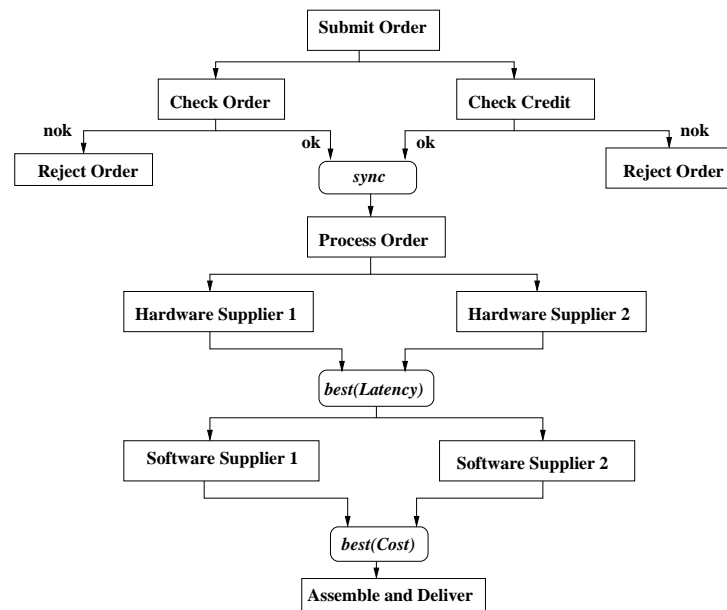 Submit Order
Check Order
Check Credit
nok
ok
ok
nok
Reject Order
sync
Reject Order
Process Order
Hardware Supplier 1
Hardware Supplier 2
best(Latency)
Software Supplier 1
Software Supplier 2
best(Cost)
Assemble and Deliver